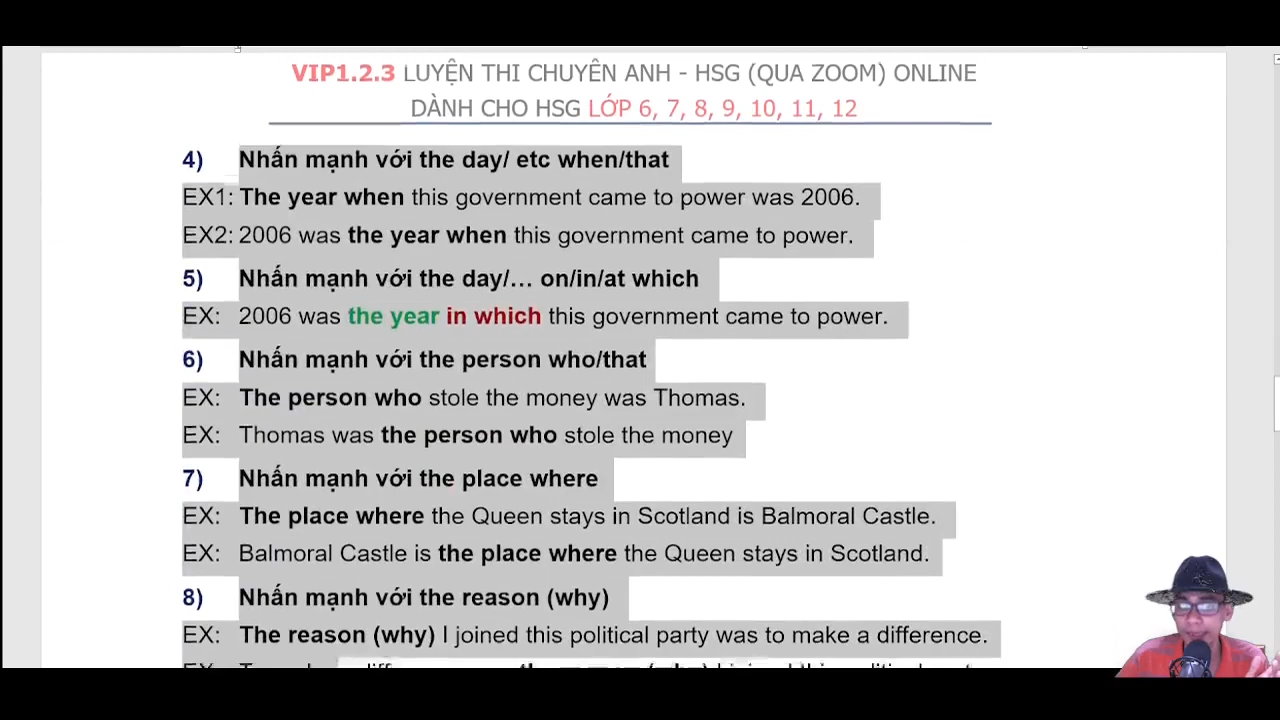 VIP1.2.3 LUYỆN THI CHUYÊN ANH - HSG (QUA ZOOM) ONLINE
DÀNH CHO HSG LỚP 6, 7, 8, 9, 10, 11, 12
4) Nhấn mạnh với the day/ etc when/that
EX1: The year when this government came to power was 2006.
EX2: 2006 was the year when this government came to power.
5) Nhấn mạnh với the day/… on/in/at which
EX: 2006 was the year in which this government came to power.
6) Nhấn mạnh với the person who/that
EX: The person who stole the money was Thomas.
EX: Thomas was the person who stole the money
7) Nhấn mạnh với the place where
EX: The place where the Queen stays in Scotland is Balmoral Castle.
EX: Balmoral Castle is the place where the Queen stays in Scotland.
8) Nhấn mạnh với the reason (why)
EX: The reason (why) I joined this political party was to make a difference.